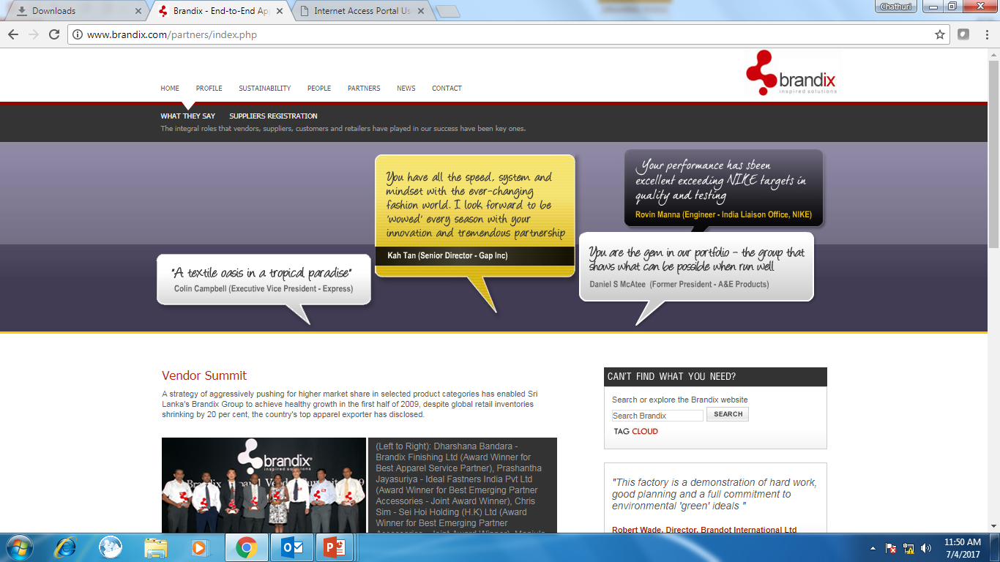 Downloads
Brandix - End-to-End Ap
Internet Access Portal Us
Chathuri
www.brandix.com/partners/index.php
brandix
inspired solutions
HOME PROFILE SUSTAINABILITY PEOPLE PARTNERS NEWS CONTACT
WHAT THEY SAY SUPPLIERS REGISTRATION
The integral roles that vendors, suppliers, customers and retailers have played in our success have been key ones.
"A textile oasis in a tropical paradise"
Colin Campbell (Executive Vice President - Express)
You have all the speed, system and
mindset with the ever-changing
fashion world. I look forward to be
'wowed' every season with your
innovation and tremendous partnership
Kah Tan (Senior Director - Gap Inc)
Your performance has sbeen
excellent exceeding NIKE targets in
quality and testing
Rovin Manna (Engineer - India Liaison Office, NIKE)
You are the gem in our portfolio - the group that
shows what can be possible when run well
Daniel S McAtee (Former President - A&E Products)
Vendor Summit
A strategy of aggressively pushing for higher market share in selected product categories has enabled Sri
Lanka's Brandix Group to achieve healthy growth in the first half of 2009, despite global retail inventories
shrinking by 20 per cent, the country's top apparel exporter has disclosed.
brandix
inspired solutions
Brandix
(Left to Right): Dharshana Bandara -
Brandix Finishing Ltd (Award Winner for
Best Apparel Service Partner), Prashantha
Jayasuriya - Ideal Fastners India Pvt Ltd
(Award Winner for Best Emerging Partner
Accessories - Joint Award Winner), Chris
Sim - Sei Hoi Holding (H.K) Ltd (Award
Winner for Best Emerging Partner
Accessories - Joint Award Winner), Manjula
CAN'T FIND WHAT YOU NEED?
Search or explore the Brandix website
Search Brandix SEARCH
TAG CLOUD
"This factory is a demonstration of hard work,
good planning and a full commitment to
environmental 'green' ideals "
Robert Wade, Director, Brandot International Ltd
11:50 AM
7/4/2017